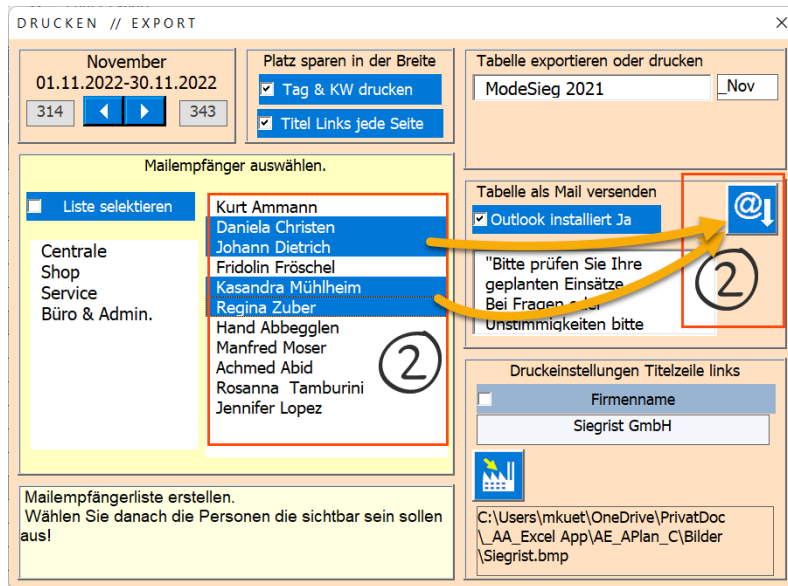 DRUCKEN // EXPORT
November
01.11.2022-30.11.2022
314
343
Platz sparen in der Breite
Tag & KW drucken
Titel Links jede Seite
Tabelle exportieren oder drucken
ModeSieg 2021
_Nov
Mailempfänger auswählen.
Liste selektieren
Centrale
Shop
Service
Büro & Admin.
Kurt Ammann
Daniela Christen
Johann Dietrich
Fridolin Fröschel
Kasandra Mühlheim
Regina Zuber
Hand Abbegglen
Manfred Moser
Achmed Abid
Rosanna Tamburini
Jennifer Lopez
2
Tabelle als Mail versenden
Outlook installiert Ja
@
"Bitte prüfen Sie Ihre
geplanten Einsätze
Bei Fragen oder
Unstimmigkeiten bitte
2
Druckeinstellungen Titelzeile links
Firmenname
Siegrist GmbH
C:\Users\mkuet\OneDrive\PrivatDoc
\_AA_Excel App\AE_APlan_C\Bilder
\Siegrist.bmp
Mailempfängerliste erstellen.
Wählen Sie danach die Personen die sichtbar sein sollen
aus!